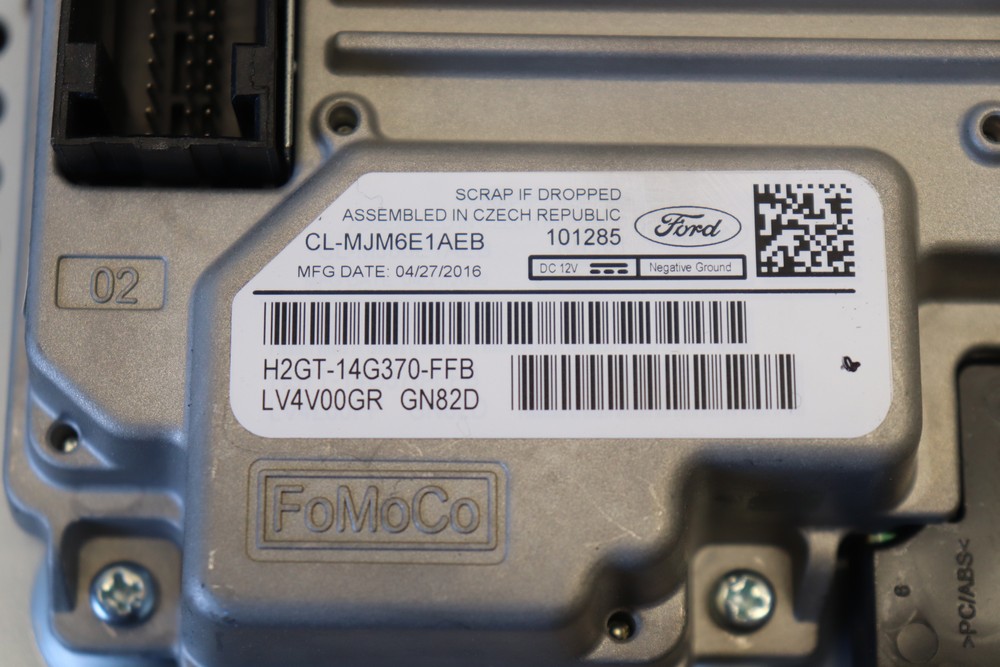 SCRAP IF DROPPED
ASSEMBLED IN CZECH REPUBLIC
CL-MJM6E1AEB 101285
Ford
MFG DATE: 04/27/2016
DC 12V Negative Ground
02
H2GT-14G370-FFB
LV4V00GR GN82D
FoMoCo
6
>PC/ABS<